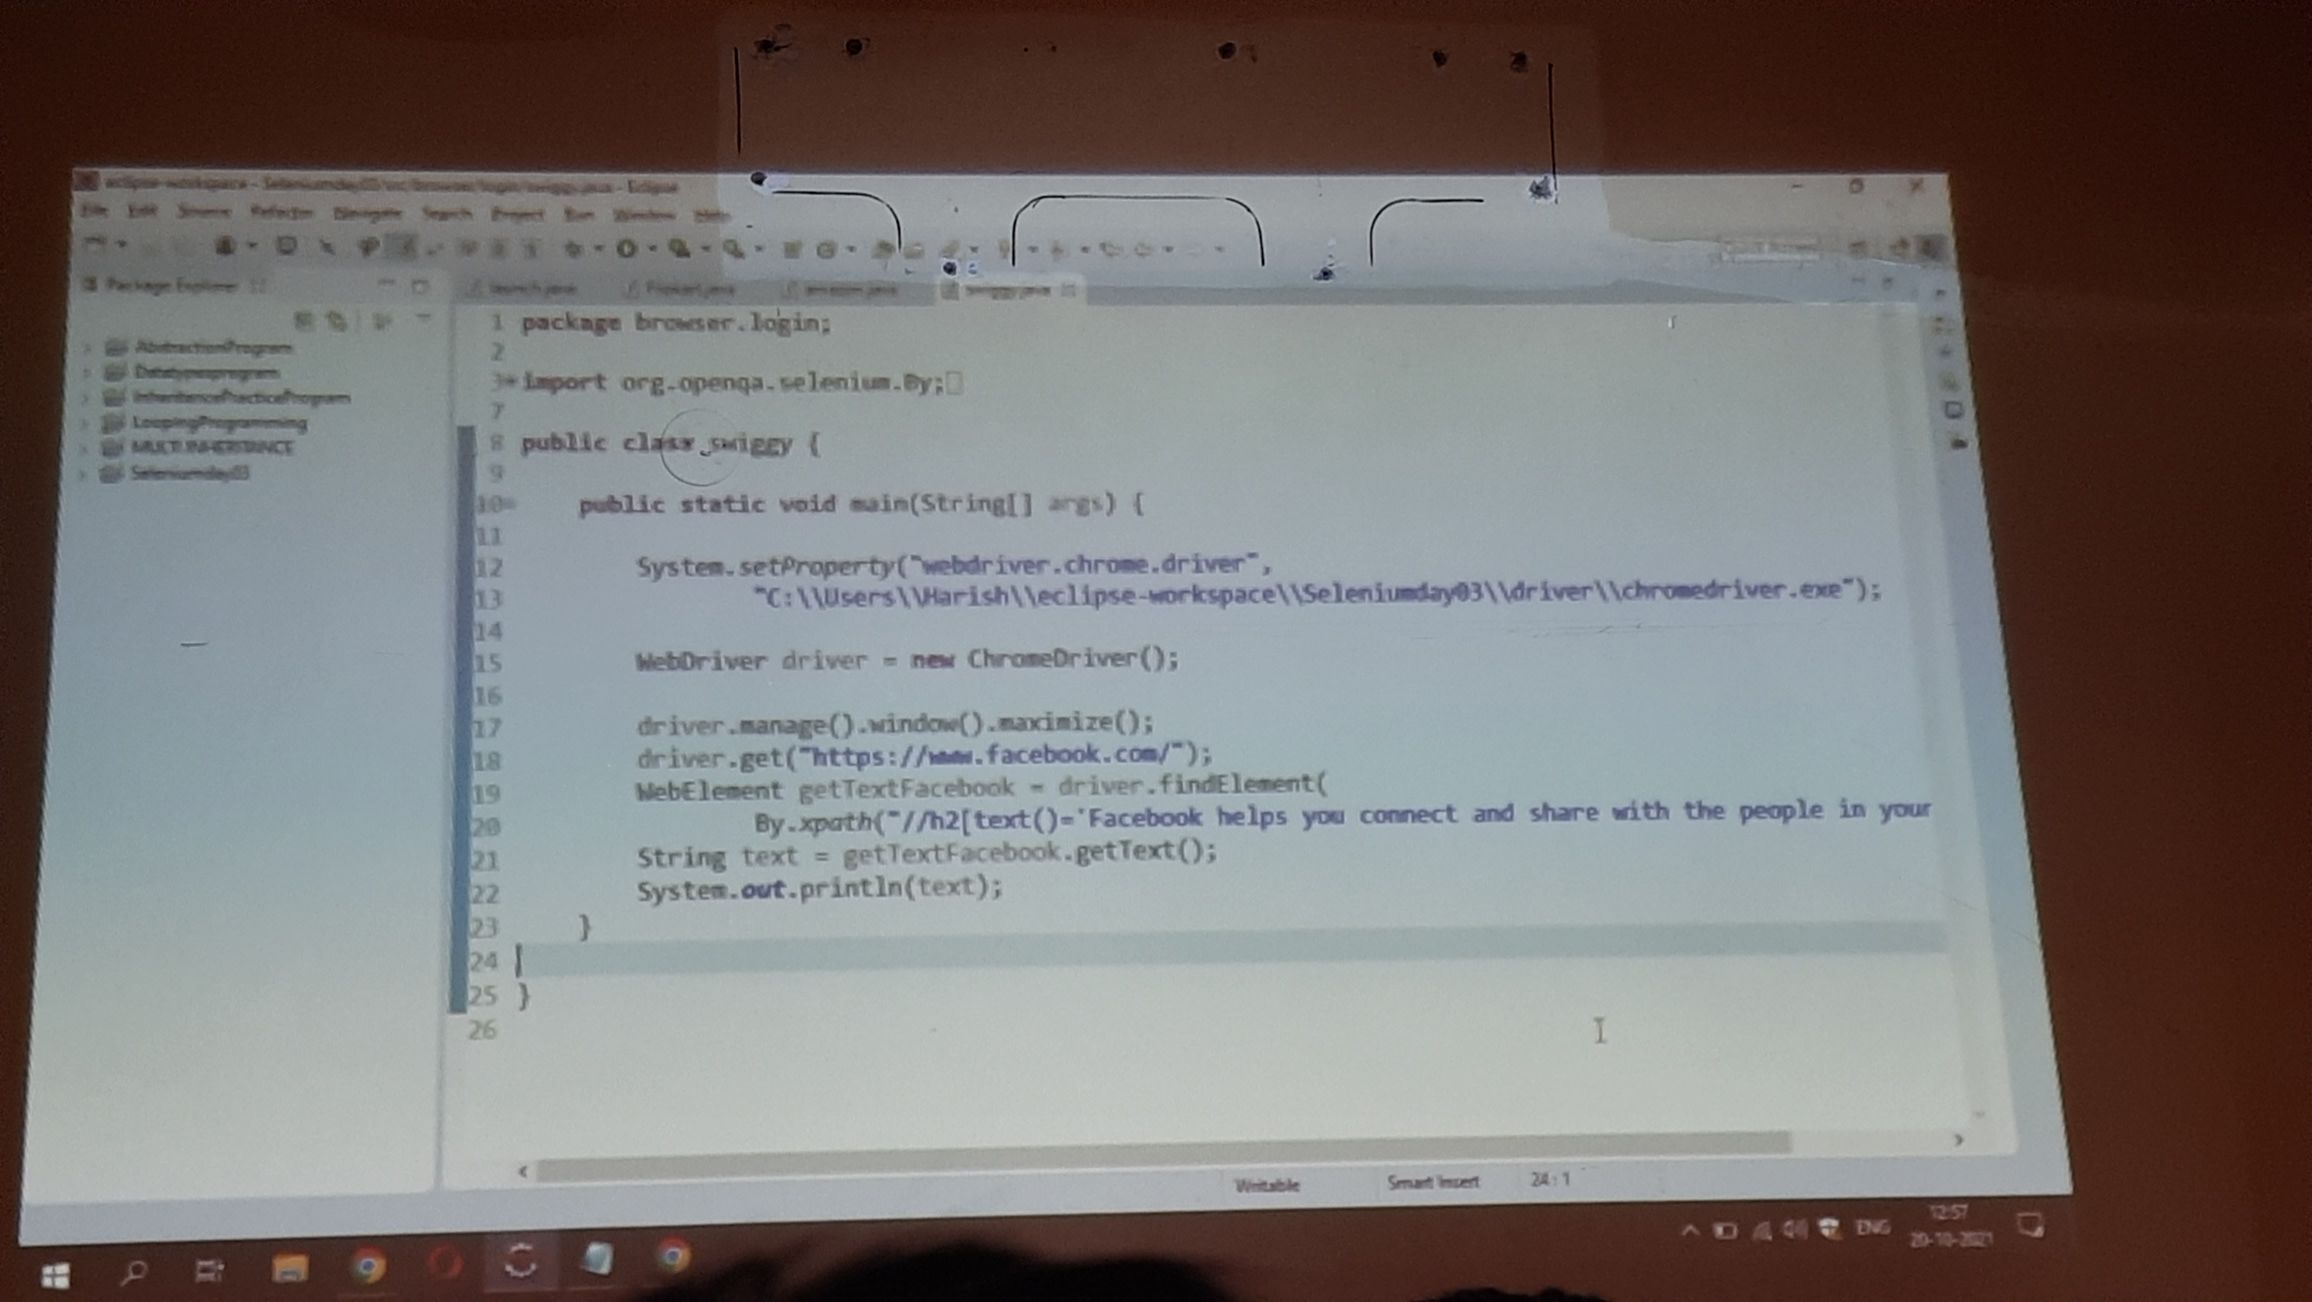 eclipse-workspace - Seleniumday03/src/browser/login/swiggy.java - Eclipse
File Edit Source Refactor Navigate Search Project Run Window Help
Package Explorer
launch.java Flipkart.java amazon.java swiggy.java
AbstractionProgram
Datatypesprogram
InheritencePracticeProgram
LoopingProgramming
MULTI.INHERITANCE
Seleniumday03
1 package browser.login;
2
3 import org.openqa.selenium.By;
7
8 public class swiggy {
9
10 public static void main(String[] args) {
11
12 System.setProperty("webdriver.chrome.driver",
13 "C:\\Users\\Harish\\eclipse-workspace\\Seleniumday03\\driver\\chromedriver.exe");
14
15 WebDriver driver = new ChromeDriver();
16
17 driver.manage().window().maximize();
18 driver.get("https://www.facebook.com/");
19 WebElement getTextFacebook = driver.findElement(
20 By.xpath("//h2[text()='Facebook helps you connect and share with the people in your
21 String text = getTextFacebook.getText();
22 System.out.println(text);
23 }
24
25 }
26
Writable Smart Insert 24 : 1
ENG 12:57
20-10-2021